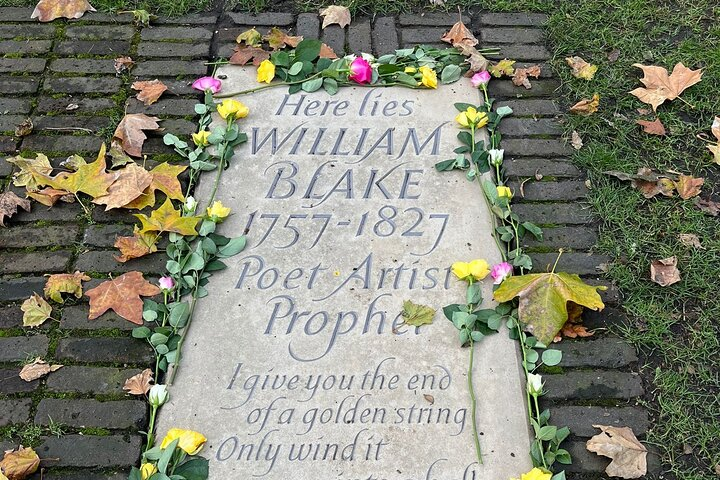 Here lies
WILLIAM
BLAKE
1757-1827
Poet Artist
Prophet
I give you the end
of a golden string
Only wind it